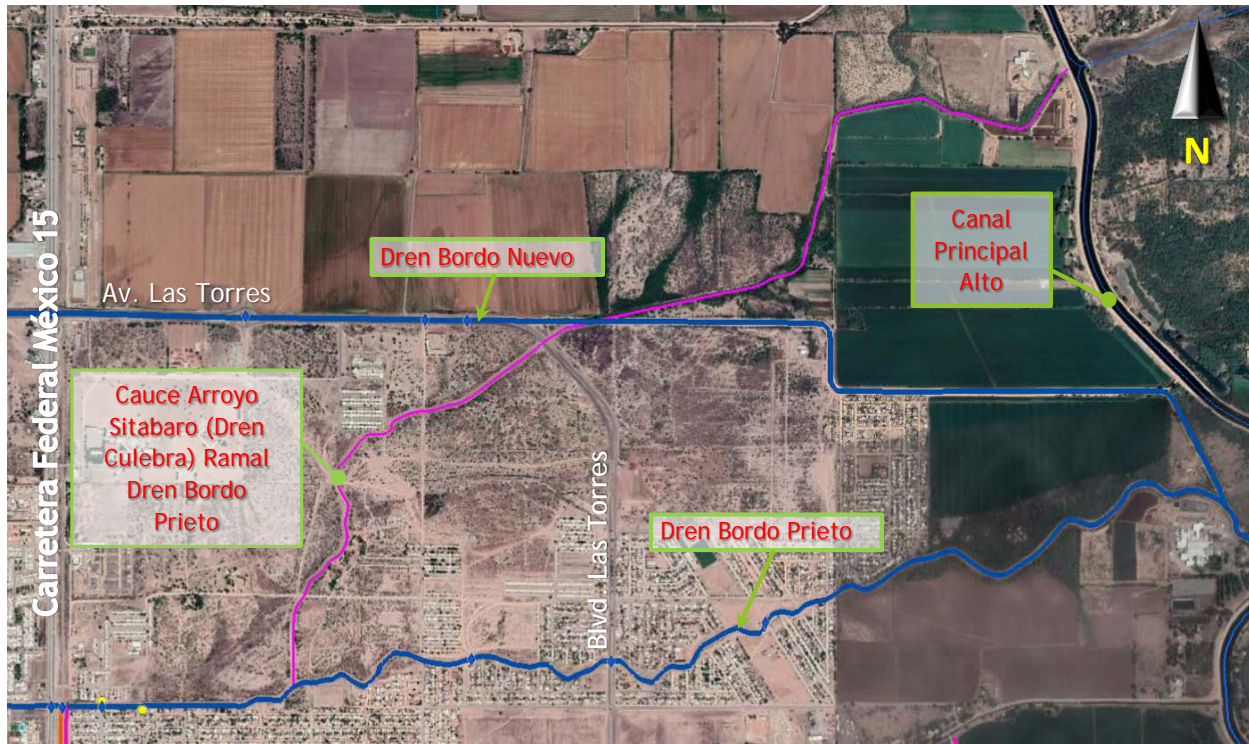 N
Canal
Principal
Alto
Dren Bordo Nuevo
Av. Las Torres
Carretera Federal México 15
Cauce Arroyo
Sitabaro (Dren
Culebra) Ramal
Dren Bordo
Prieto
Blvd. Las Torres
Dren Bordo Prieto